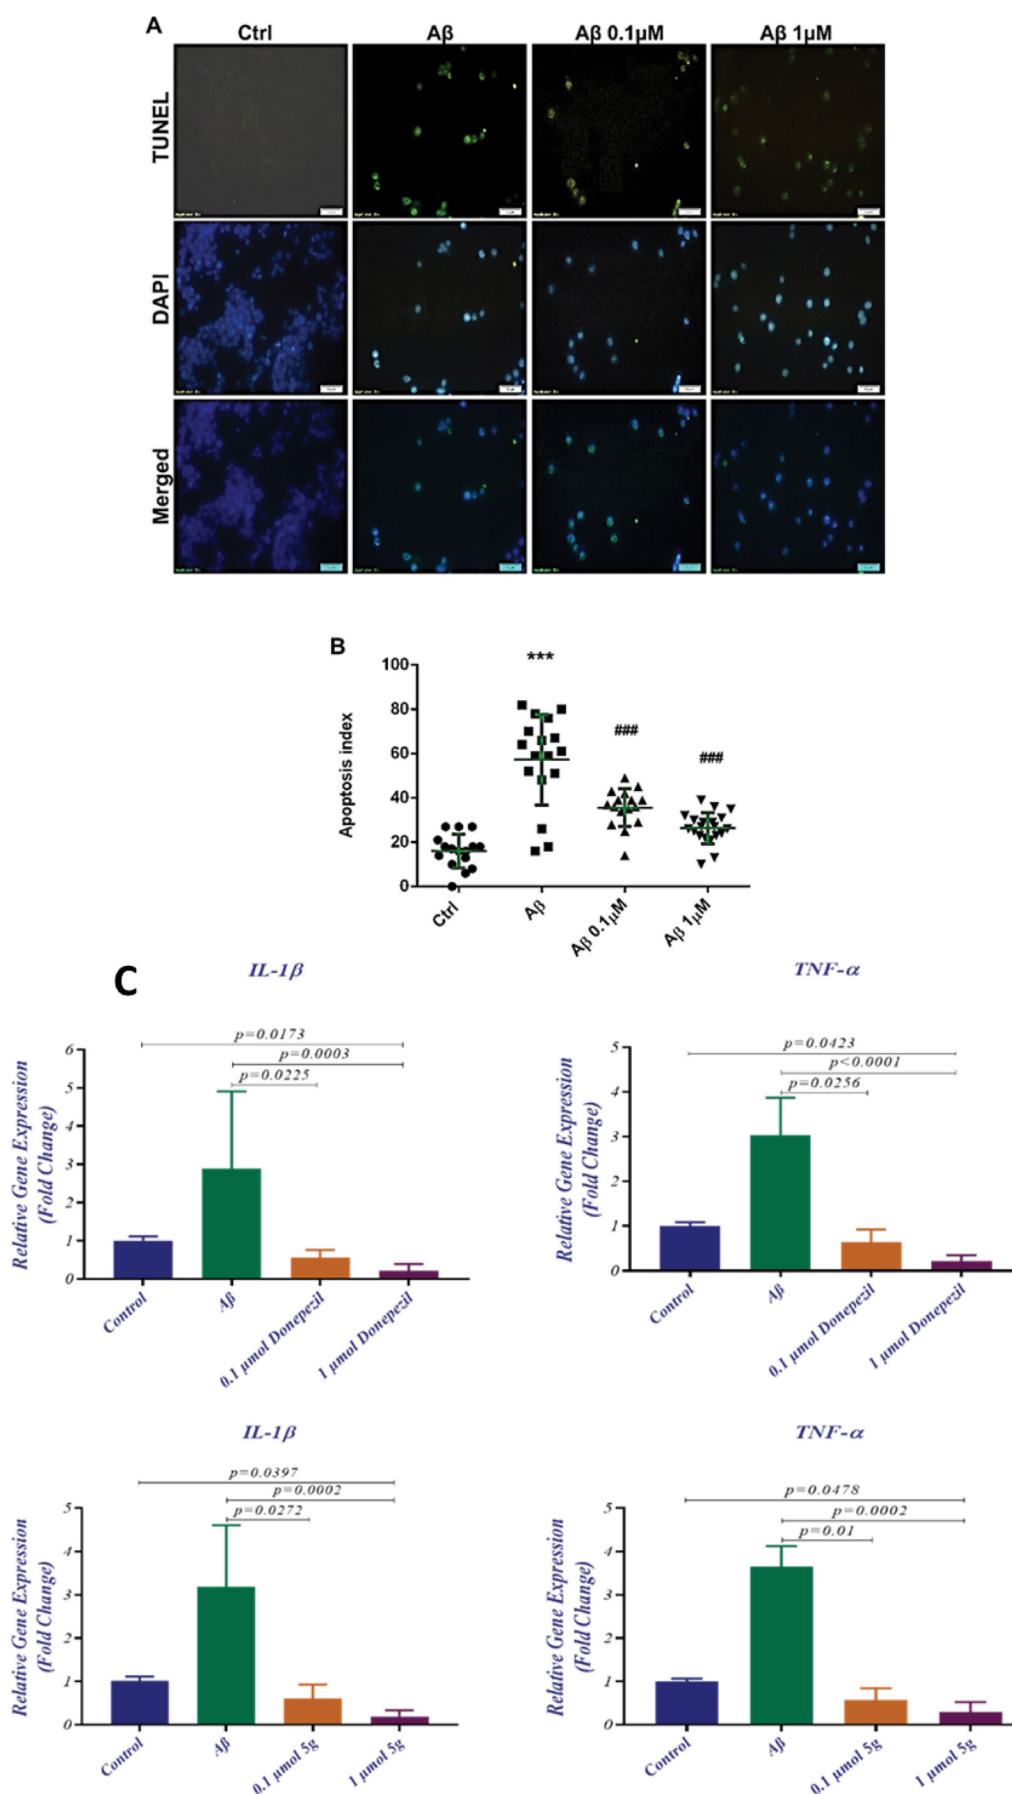 A
Ctrl Aβ Aβ 0.1μM Aβ 1μM
TUNEL
DAPI
Merged
B
Apoptosis index
100
80
60
40
20
0
***
###
###
Ctrl Aβ Aβ 0.1μM Aβ 1μM
C
IL-1β
Relative Gene Expression
(Fold Change)
6
5
4
3
2
1
0
p=0.0173
p=0.0003
p=0.0225
Control Aβ 0.1 μmol Donepezil 1 μmol Donepezil
TNF-α
Relative Gene Expression
(Fold Change)
5
4
3
2
1
0
p=0.0423
p<0.0001
p=0.0256
Control Aβ 0.1 μmol Donepezil 1 μmol Donepezil
IL-1β
Relative Gene Expression
(Fold Change)
5
4
3
2
1
0
p=0.0397
p=0.0002
p=0.0272
Control Aβ 0.1 μmol 5g 1 μmol 5g
TNF-α
Relative Gene Expression
(Fold Change)
5
4
3
2
1
0
p=0.0478
p=0.0002
p=0.01
Control Aβ 0.1 μmol 5g 1 μmol 5g